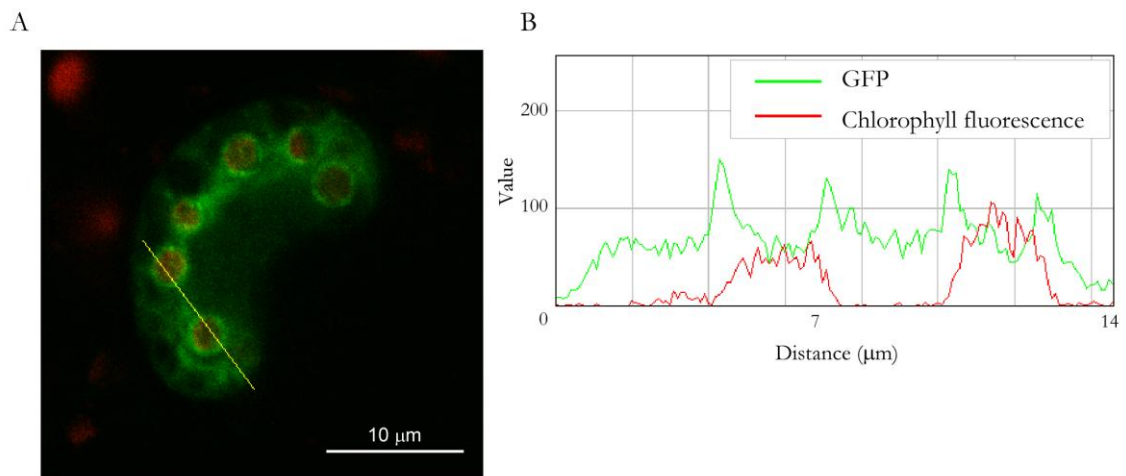 A
B
10 μm
GFP
Chlorophyll fluorescence
200
100
Value
0
7
14
Distance (μm)